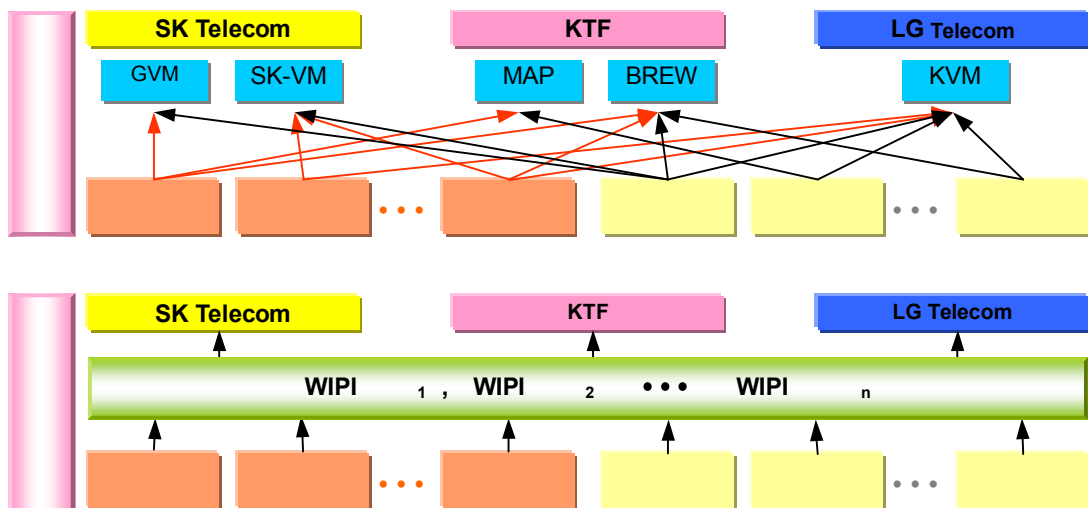 SK Telecom KTF LG Telecom
GVM SK-VM MAP BREW KVM
• • • • • •
SK Telecom KTF LG Telecom
WIPI 1 , WIPI 2 • • • WIPI n
• • • • • •